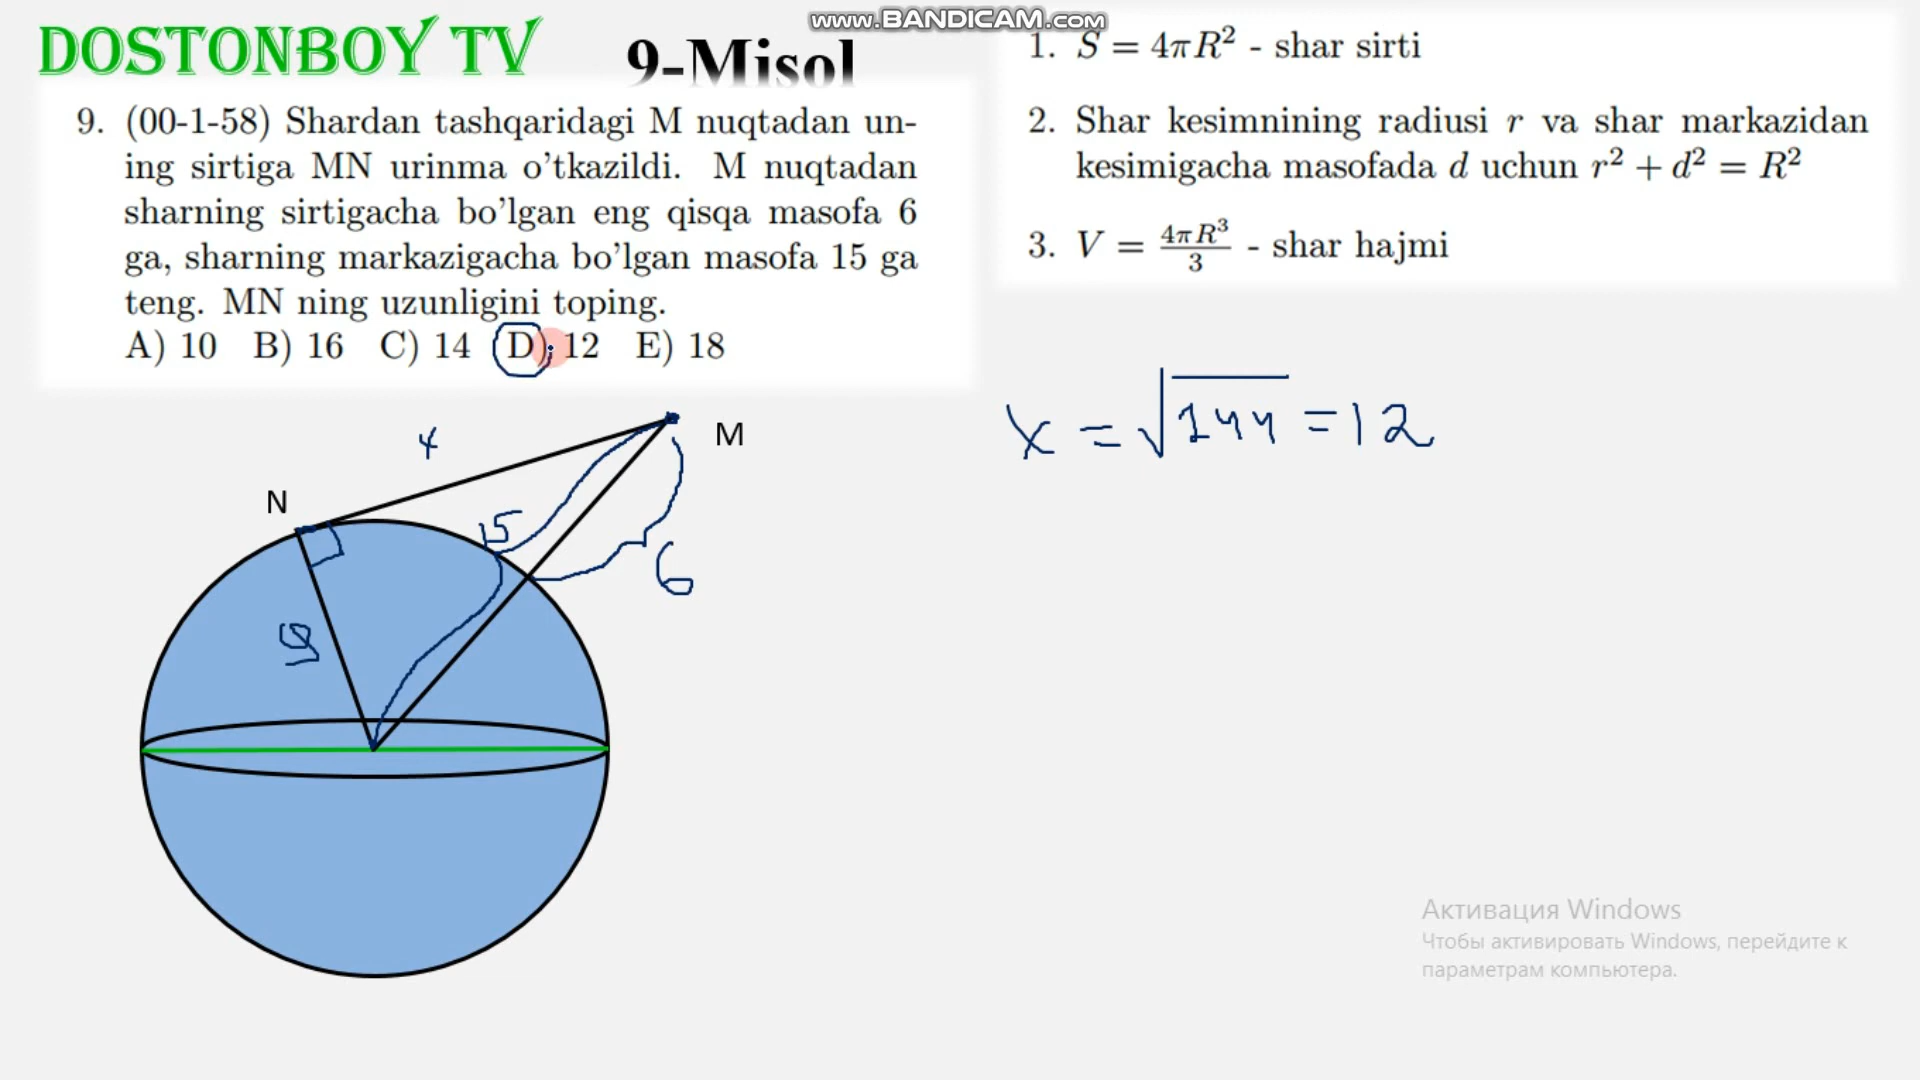 www.BANDICAM.com
DOSTONBOY TV
9-Misol
9. (00-1-58) Shardan tashqaridagi M nuqtadan un-
ing sirtiga MN urinma o’tkazildi. M nuqtadan
sharning sirtigacha bo’lgan eng qisqa masofa 6
ga, sharning markazigacha bo’lgan masofa 15 ga
teng. MN ning uzunligini toping.
A) 10 B) 16 C) 14 D) 12 E) 18
1. S = 4πR² - shar sirti
2. Shar kesimnining radiusi r va shar markazidan
kesimigacha masofada d uchun r² + d² = R²
3. V = 4πR³/3 - shar hajmi
x = √144 = 12
x
M
N
15
6
9
Активация Windows
Чтобы активировать Windows, перейдите к
параметрам компьютера.